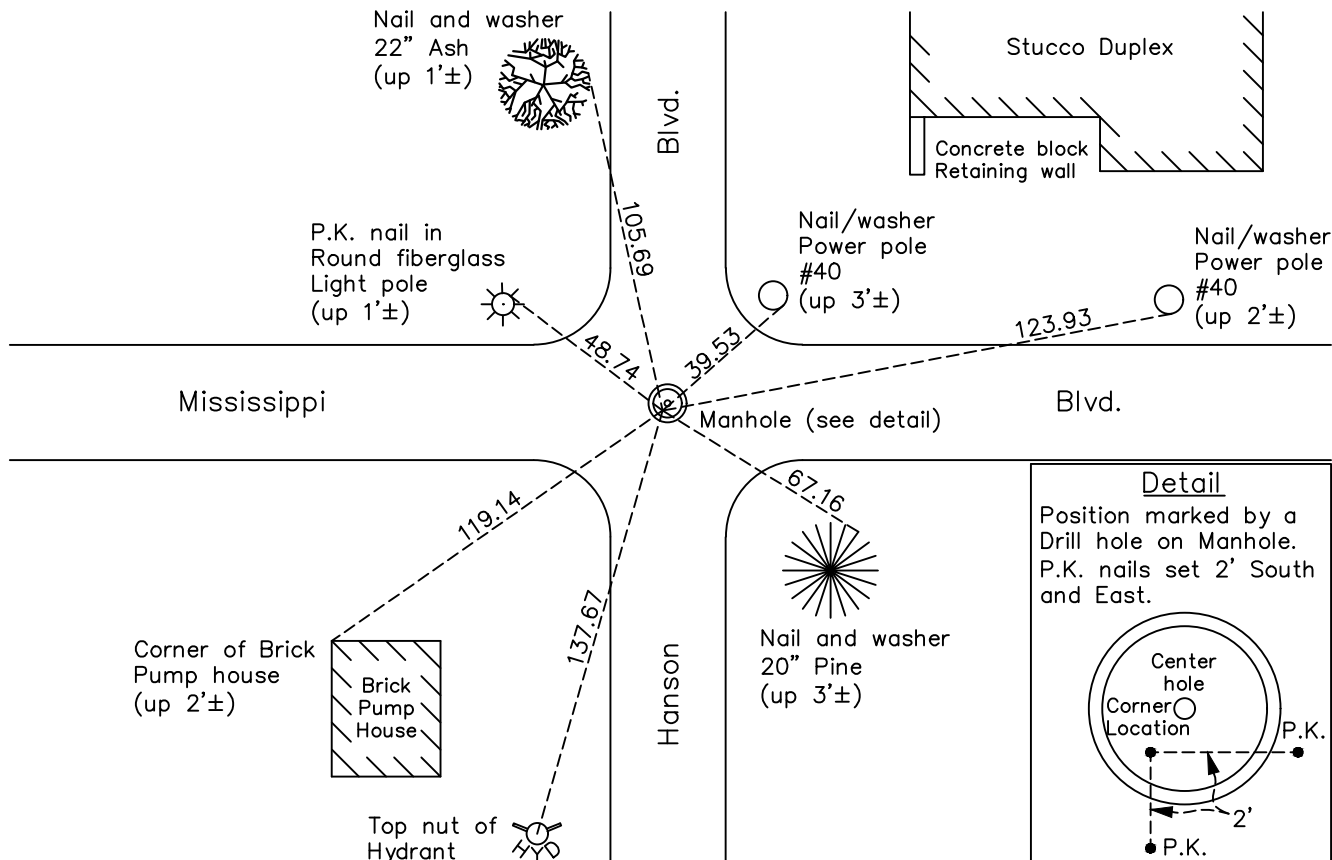 Nail and washer
22" Ash
(up 1'±)
Blvd.
Stucco Duplex
Concrete block
Retaining wall
105.69
P.K. nail in
Round fiberglass
Light pole
(up 1'±)
Nail/washer
Power pole
#40
(up 3'±)
Nail/washer
Power pole
#40
(up 2'±)
48.74
39.53
123.93
Mississippi
Manhole (see detail)
Blvd.
119.14
67.16
137.67
Corner of Brick
Pump house
(up 2'±)
Brick
Pump
House
Hanson
Nail and washer
20" Pine
(up 3'±)
Top nut of
Hydrant
HYD
Detail
Position marked by a
Drill hole on Manhole.
P.K. nails set 2' South
and East.
Center
hole
Corner
Location
P.K.
2'
P.K.